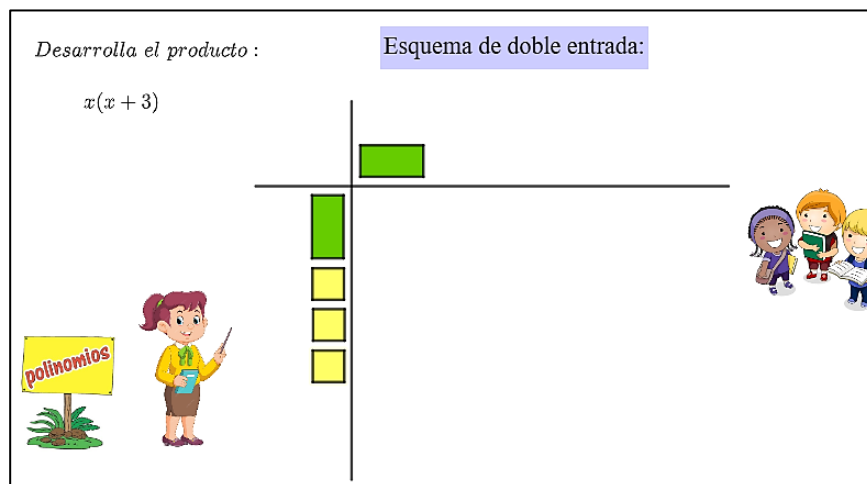 Desarrolla el producto :
Esquema de doble entrada:
x(x + 3)
polinomios